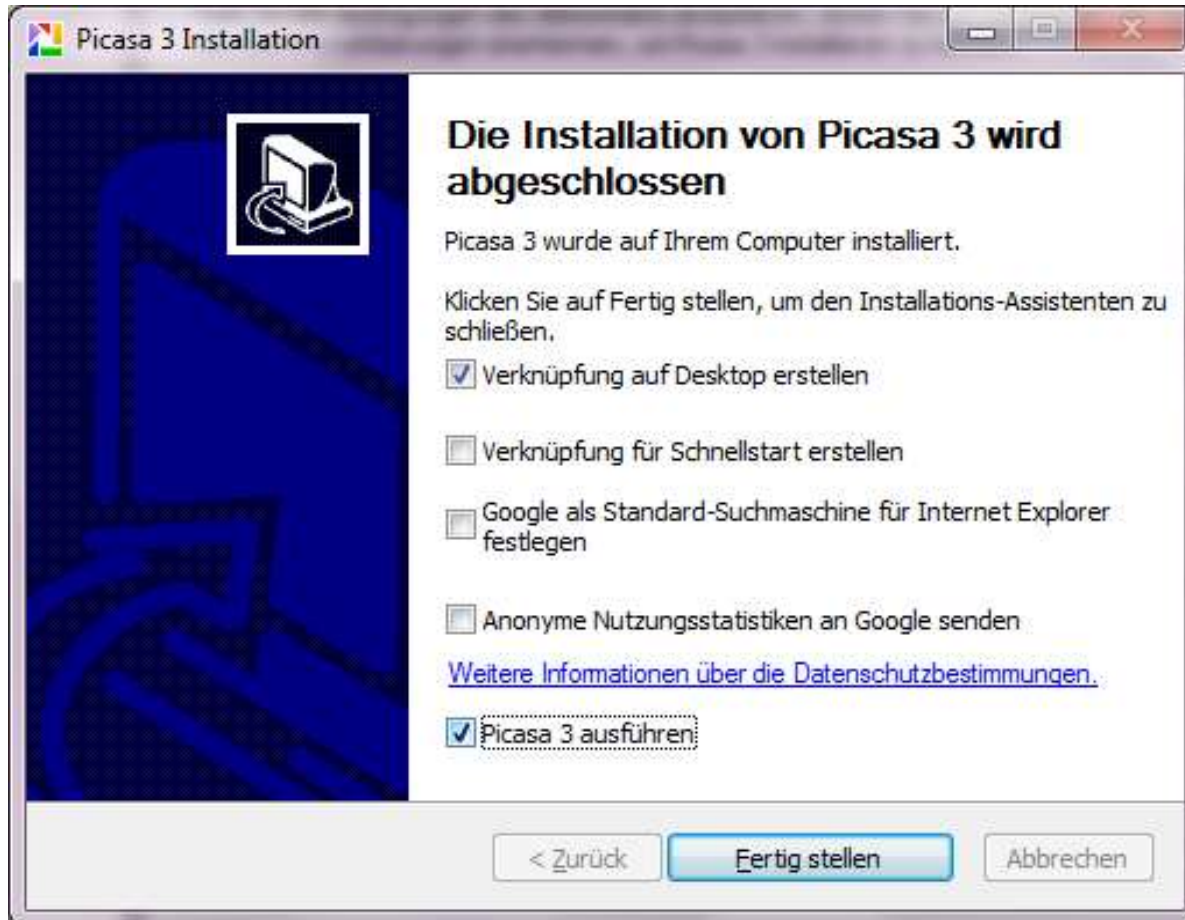 Picasa 3 Installation
Die Installation von Picasa 3 wird
abgeschlossen
Picasa 3 wurde auf Ihrem Computer installiert.
Klicken Sie auf Fertig stellen, um den Installations-Assistenten zu
schließen.
Verknüpfung auf Desktop erstellen
Verknüpfung für Schnellstart erstellen
Google als Standard-Suchmaschine für Internet Explorer
festlegen
Anonyme Nutzungsstatistiken an Google senden
Weitere Informationen über die Datenschutzbestimmungen.
Picasa 3 ausführen
< Zurück Fertig stellen Abbrechen